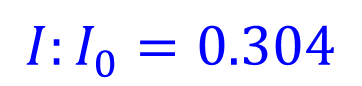 I:I₀ = 0.304